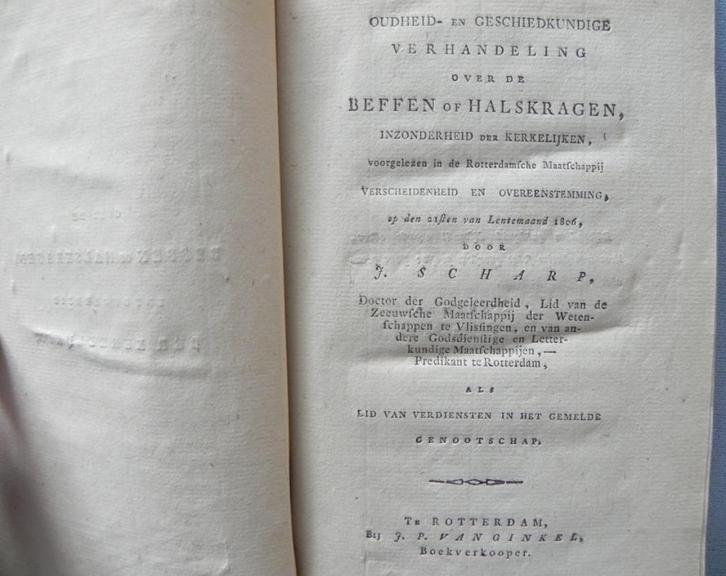 OUDHEID- EN GESCHIEDKUNDIGE
VERHANDELING
OVER DE
BEFFEN OF HALSKRAGEN,
INZONDERHEID DER KERKELIJKEN,
voorgelezen in de Rotterdamſche Maatſchappij
VERSCHEIDENHEID EN OVEREENSTEMMING,
op den 21ſten van Lentemaand 1806,
DOOR
J. SCHARP,
Doctor der Godgeleerdheid, Lid van de
Zeeuwſche Maatſchappij der Weten-
ſchappen te Vlisſingen, en van an-
dere Godsdienſtige en Letter-
kundige Maatſchappijen, —
Predikant te Rotterdam,
ALS
LID VAN VERDIENSTEN IN HET GEMELDE
GENOOTSCHAP.
TE ROTTERDAM,
BIJ J. P. VAN GINKEL,
Boekverkooper.